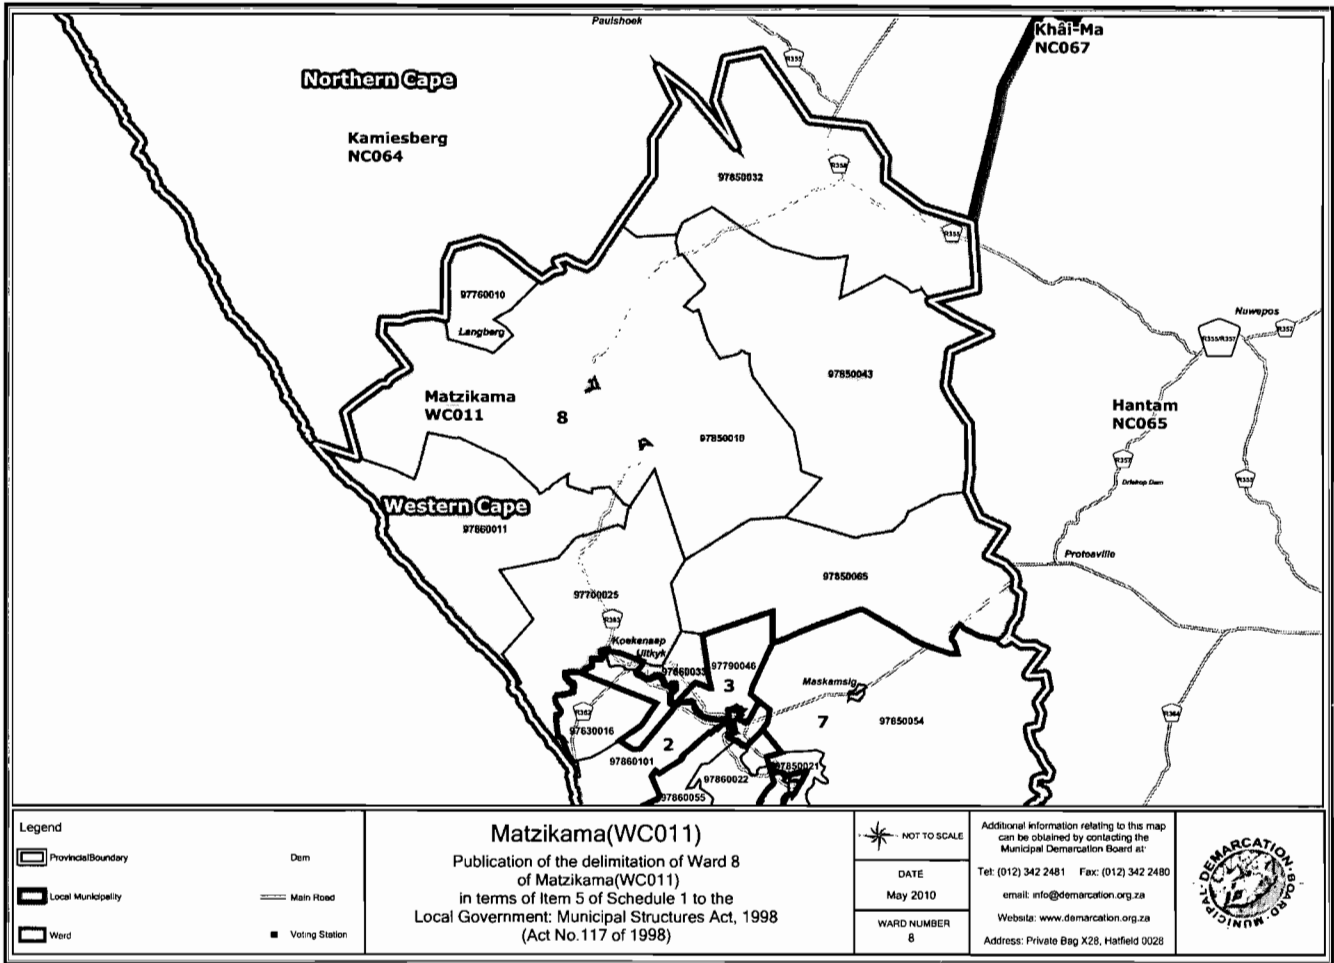 Paulshoek
Khâi-Ma
NC067
R355
Northern Cape
Kamiesberg
NC064
97850032
R358
R355
97760010
Langberg
Nuwepos
R355/R357
R357
97850043
Matzikama
WC011
8
97850010
Hantam
NC065
R357
R355
Western Cape
97860011
Protoaville
97850065
97700025
R363
Koekenaap
Uitkyk
97860033
97790046
3
Maskamsig
R362
97630016
7
97850054
R364
2
97860101
97860022
97850021
97860055
Legend
ProvincialBoundary
Dam
Local Municipality
Main Road
Ward
Voting Station
Matzikama(WC011)
Publication of the delimitation of Ward 8
of Matzikama(WC011)
in terms of Item 5 of Schedule 1 to the
Local Government: Municipal Structures Act, 1998
(Act No.117 of 1998)
NOT TO SCALE
DATE
May 2010
WARD NUMBER
8
Additional information relating to this map
can be obtained by contacting the
Municipal Demarcation Board at:
Tel: (012) 342 2481 Fax: (012) 342 2480
email: info@demarcation.org.za
Website: www.demarcation.org.za
Address: Private Bag X28, Hatfield 0028
MUNICIPAL DEMARCATION BOARD